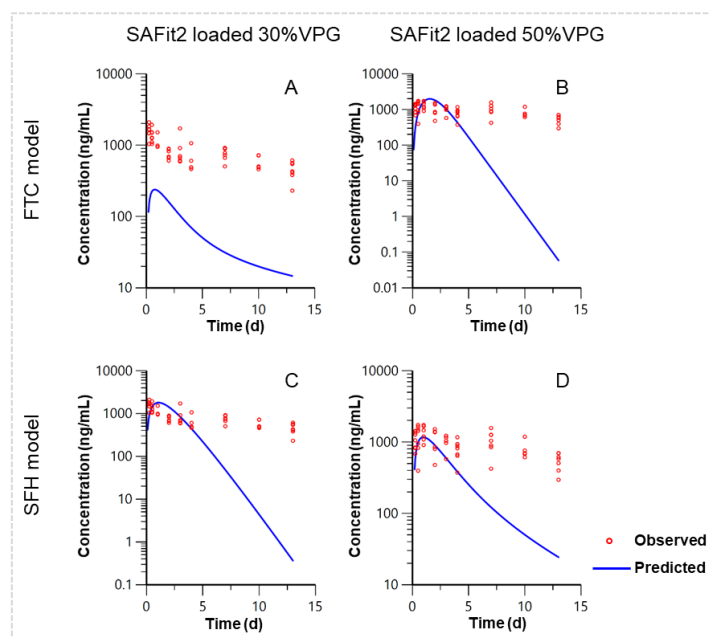 SAFit2 loaded 30%VPG SAFit2 loaded 50%VPG
FTC model
A
Concentration (ng/mL)
10000
1000
100
10
0 5 10 15
Time (d)
B
Concentration (ng/mL)
10000
1000
100
10
1
0.1
0.01
0 5 10 15
Time (d)
SFH model
C
Concentration (ng/mL)
10000
1000
100
10
1
0.1
0 5 10 15
Time (d)
D
Concentration (ng/mL)
10000
1000
100
10
0 5 10 15
Time (d)
Observed
Predicted